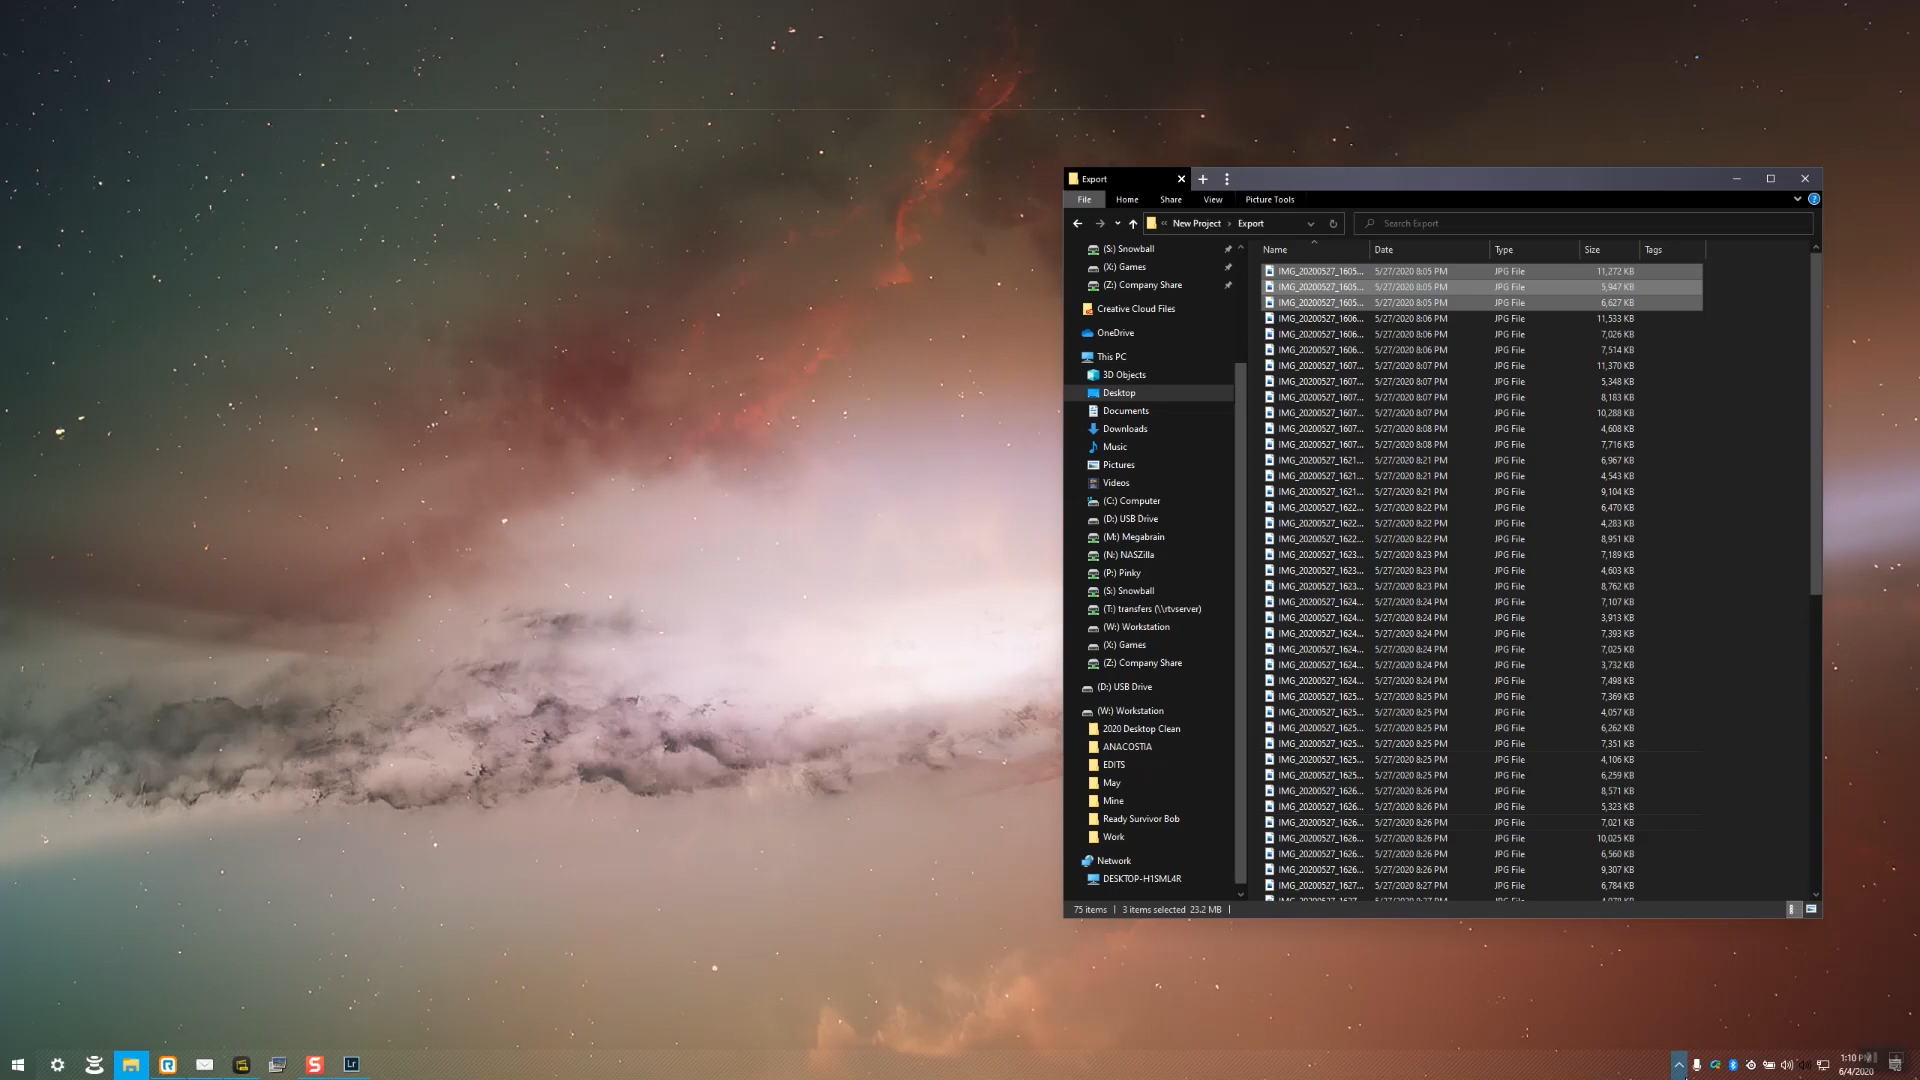 Export
File Home Share View Picture Tools
« New Project › Export
Search Export
(S:) Snowball
(X:) Games
(Z:) Company Share
Creative Cloud Files
OneDrive
This PC
3D Objects
Desktop
Documents
Downloads
Music
Pictures
Videos
(C:) Computer
(D:) USB Drive
(M:) Megabrain
(N:) NASZilla
(P:) Pinky
(S:) Snowball
(T:) transfers (\\rtvserver)
(W:) Workstation
(X:) Games
(Z:) Company Share
(D:) USB Drive
(W:) Workstation
2020 Desktop Clean
ANACOSTIA
EDITS
May
Mine
Ready Survivor Bob
Work
Network
DESKTOP-H1SML4R
Name Date Type Size Tags
IMG_20200527_1605... 5/27/2020 8:05 PM JPG File 11,272 KB
IMG_20200527_1605... 5/27/2020 8:05 PM JPG File 5,947 KB
IMG_20200527_1605... 5/27/2020 8:05 PM JPG File 6,627 KB
IMG_20200527_1606... 5/27/2020 8:06 PM JPG File 11,533 KB
IMG_20200527_1606... 5/27/2020 8:06 PM JPG File 7,026 KB
IMG_20200527_1606... 5/27/2020 8:06 PM JPG File 7,514 KB
IMG_20200527_1607... 5/27/2020 8:07 PM JPG File 11,370 KB
IMG_20200527_1607... 5/27/2020 8:07 PM JPG File 5,348 KB
IMG_20200527_1607... 5/27/2020 8:07 PM JPG File 8,183 KB
IMG_20200527_1607... 5/27/2020 8:07 PM JPG File 10,288 KB
IMG_20200527_1607... 5/27/2020 8:08 PM JPG File 4,608 KB
IMG_20200527_1607... 5/27/2020 8:08 PM JPG File 7,716 KB
IMG_20200527_1621... 5/27/2020 8:21 PM JPG File 6,967 KB
IMG_20200527_1621... 5/27/2020 8:21 PM JPG File 4,543 KB
IMG_20200527_1621... 5/27/2020 8:21 PM JPG File 9,104 KB
IMG_20200527_1622... 5/27/2020 8:22 PM JPG File 6,470 KB
IMG_20200527_1622... 5/27/2020 8:22 PM JPG File 4,283 KB
IMG_20200527_1622... 5/27/2020 8:22 PM JPG File 8,951 KB
IMG_20200527_1623... 5/27/2020 8:23 PM JPG File 7,189 KB
IMG_20200527_1623... 5/27/2020 8:23 PM JPG File 4,603 KB
IMG_20200527_1623... 5/27/2020 8:23 PM JPG File 8,762 KB
IMG_20200527_1624... 5/27/2020 8:24 PM JPG File 7,107 KB
IMG_20200527_1624... 5/27/2020 8:24 PM JPG File 3,913 KB
IMG_20200527_1624... 5/27/2020 8:24 PM JPG File 7,393 KB
IMG_20200527_1624... 5/27/2020 8:24 PM JPG File 7,025 KB
IMG_20200527_1624... 5/27/2020 8:24 PM JPG File 3,732 KB
IMG_20200527_1624... 5/27/2020 8:24 PM JPG File 7,498 KB
IMG_20200527_1625... 5/27/2020 8:25 PM JPG File 7,369 KB
IMG_20200527_1625... 5/27/2020 8:25 PM JPG File 4,057 KB
IMG_20200527_1625... 5/27/2020 8:25 PM JPG File 6,262 KB
IMG_20200527_1625... 5/27/2020 8:25 PM JPG File 7,351 KB
IMG_20200527_1625... 5/27/2020 8:25 PM JPG File 4,106 KB
IMG_20200527_1625... 5/27/2020 8:25 PM JPG File 6,259 KB
IMG_20200527_1626... 5/27/2020 8:26 PM JPG File 8,571 KB
IMG_20200527_1626... 5/27/2020 8:26 PM JPG File 5,323 KB
IMG_20200527_1626... 5/27/2020 8:26 PM JPG File 7,021 KB
IMG_20200527_1626... 5/27/2020 8:26 PM JPG File 10,025 KB
IMG_20200527_1626... 5/27/2020 8:26 PM JPG File 6,560 KB
IMG_20200527_1626... 5/27/2020 8:26 PM JPG File 9,307 KB
IMG_20200527_1627... 5/27/2020 8:27 PM JPG File 6,784 KB
75 items | 3 items selected 23.2 MB |
Lr
1:10 PM
6/4/2020